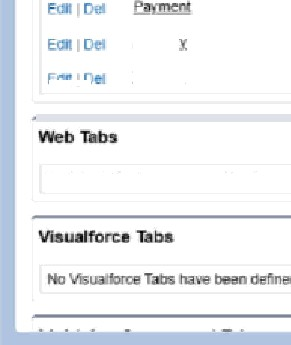 Edit | Del Payment
Edit | Del y
Edit | Del
Web Tabs
Visualforce Tabs
No Visualforce Tabs have been define